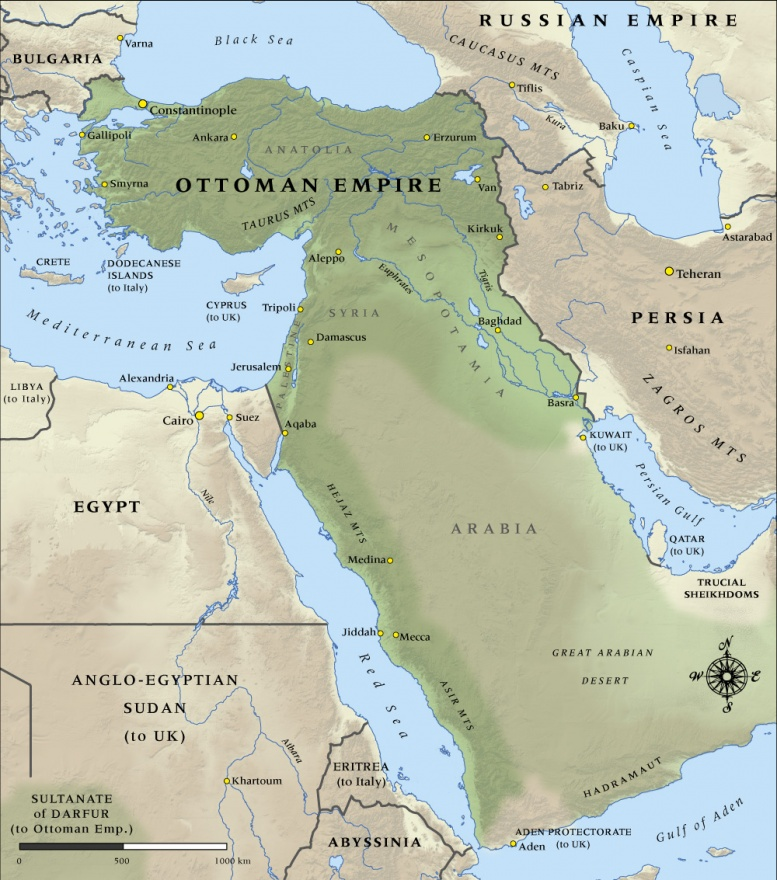 RUSSIAN EMPIRE
Black Sea
Varna
BULGARIA
CAUCASUS MTS
Caspian Sea
Tiflis
Kura
Baku
Constantinople
Gallipoli
Ankara
ANATOLIA
Erzurum
Smyrna
OTTOMAN EMPIRE
Van
Tabriz
TAURUS MTS
Kirkuk
Astarabad
MESOPOTAMIA
Aleppo
CRETE
DODECANESE
ISLANDS
(to Italy)
Euphrates
Tigris
Teheran
CYPRUS
(to UK)
Tripoli
SYRIA
Baghdad
PERSIA
Mediterranean Sea
Damascus
Isfahan
PALESTINE
Jerusalem
Alexandria
LIBYA
(to Italy)
ZAGROS MTS
Basra
Cairo
Suez
Aqaba
KUWAIT
(to UK)
Persian Gulf
EGYPT
Nile
HEJAZ MTS
ARABIA
QATAR
(to UK)
Medina
TRUCIAL
SHEIKHDOMS
Jiddah
Mecca
Red Sea
GREAT ARABIAN
DESERT
N
W
E
S
ANGLO-EGYPTIAN
SUDAN
(to UK)
ASIR MTS
Atbara
ERITREA
(to Italy)
Khartoum
HADRAMAUT
SULTANATE
of DARFUR
(to Ottoman Emp.)
Gulf of Aden
ADEN PROTECTORATE
(to UK)
Aden
ABYSSINIA
0
500
1000 km